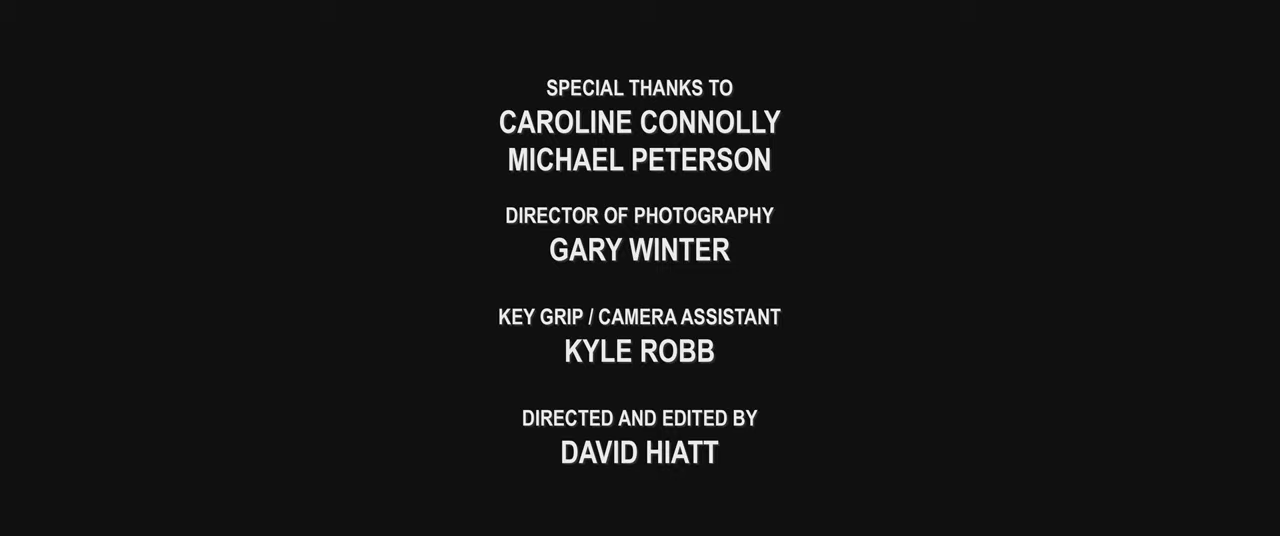 SPECIAL THANKS TO
CAROLINE CONNOLLY
MICHAEL PETERSON
DIRECTOR OF PHOTOGRAPHY
GARY WINTER
KEY GRIP / CAMERA ASSISTANT
KYLE ROBB
DIRECTED AND EDITED BY
DAVID HIATT